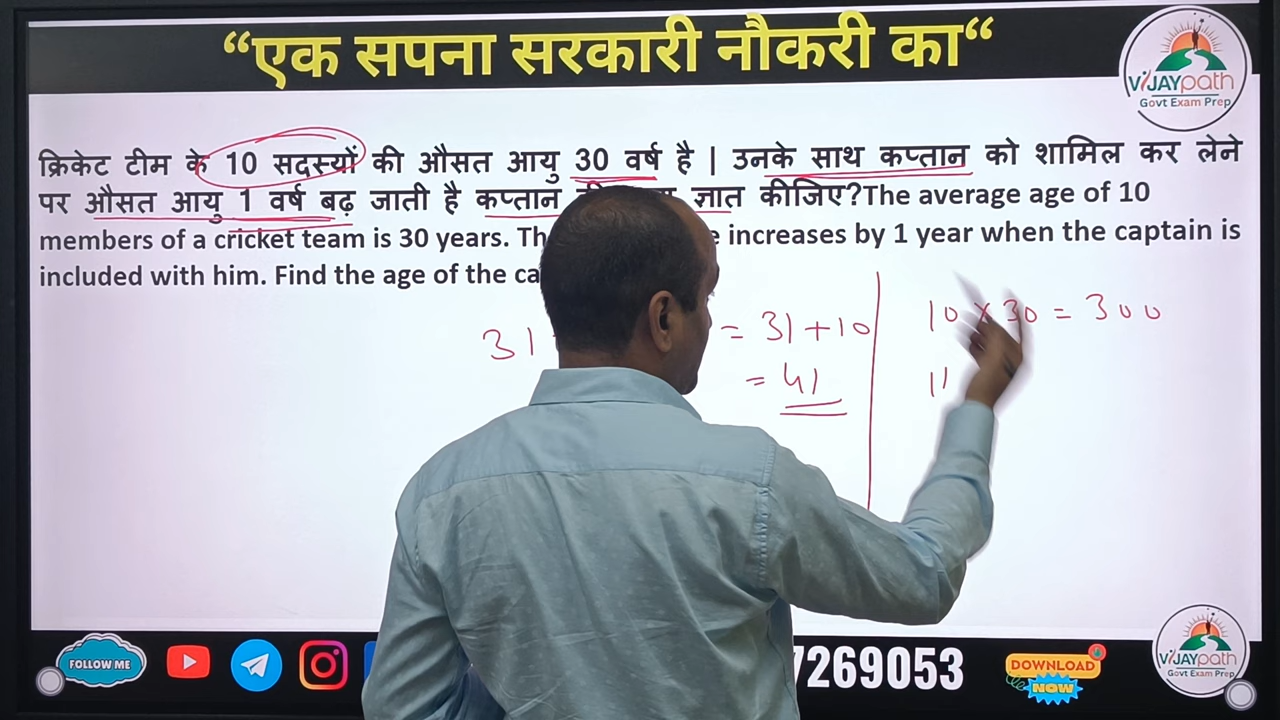 “एक सपना सरकारी नौकरी का“
VIJAYpath
Govt Exam Prep
क्रिकेट टीम के 10 सदस्यों की औसत आयु 30 वर्ष है | उनके साथ कप्तान को शामिल कर लेने
पर औसत आयु 1 वर्ष बढ़ जाती है कप्तान ज्ञात कीजिए?The average age of 10
members of a cricket team is 30 years. increases by 1 year when the captain is
included with him. Find the age of the
31 = 31 + 10
= 41
10 × 30 = 300
11
FOLLOW ME
7269053
DOWNLOAD
NOW
VIJAYpath
Govt Exam Prep